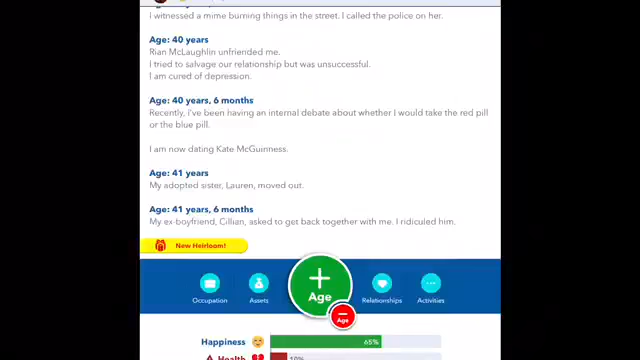 I witnessed a mime burning things in the street. I called the police on her.
Age: 40 years
Rian McLaughlin unfriended me.
I tried to salvage our relationship but was unsuccessful.
I am cured of depression.
Age: 40 years, 6 months
Recently, i've been having an internal debate about whether I would take the red pill
or the blue pill.
I am now dating Kate McGuinness.
Age: 41 years
My adopted sister, Lauren, moved out.
Age: 41 years, 6 months
My ex-boyfriend, Cillian, asked to get back together with me. I ridiculed him.
New Heirloom!
Occupation
Assets
+
Age
Relationships
Activities
−
Age
Happiness
65%
Health
10%